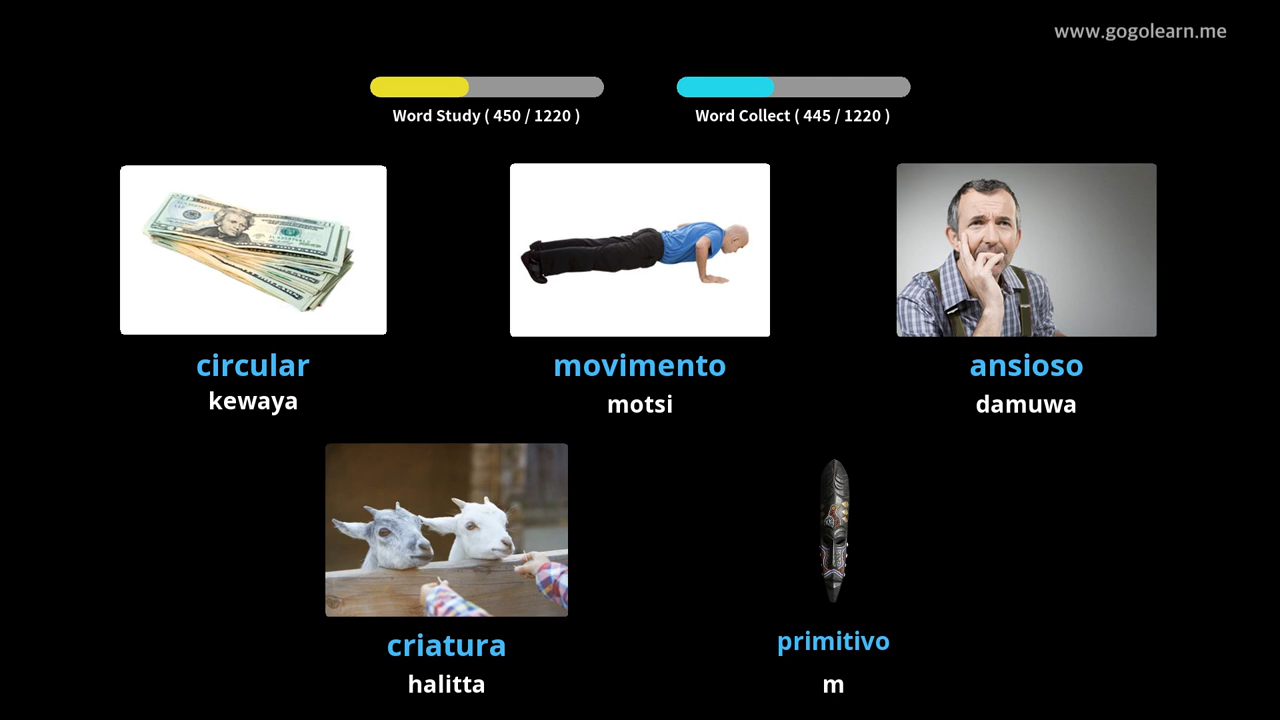 www.gogolearn.me
Word Study ( 450 / 1220 )
Word Collect ( 445 / 1220 )
circular
kewaya
movimento
motsi
ansioso
damuwa
criatura
halitta
primitivo
m